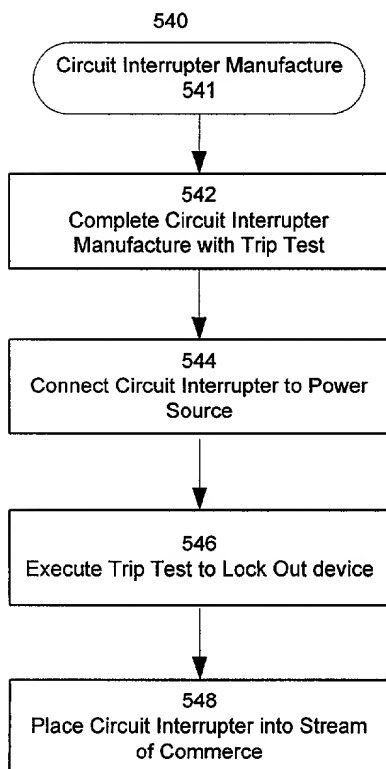 540
Circuit Interrupter Manufacture
541
542
Complete Circuit Interrupter
Manufacture with Trip Test
544
Connect Circuit Interrupter to Power
Source
546
Execute Trip Test to Lock Out device
548
Place Circuit Interrupter into Stream
of Commerce